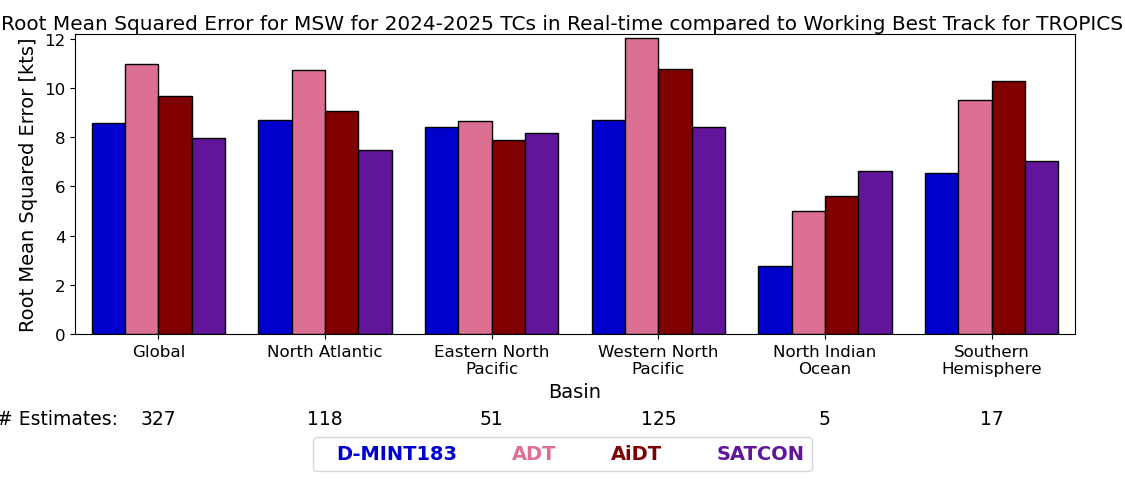 Root Mean Squared Error for MSW for 2024-2025 TCs in Real-time compared to Working Best Track for TROPICS
Root Mean Squared Error [kts]
12
10
8
6
4
2
0
Global
North Atlantic
Eastern North
Pacific
Western North
Pacific
North Indian
Ocean
Southern
Hemisphere
Basin
# Estimates: 327 118 51 125 5 17
D-MINT183 ADT AiDT SATCON